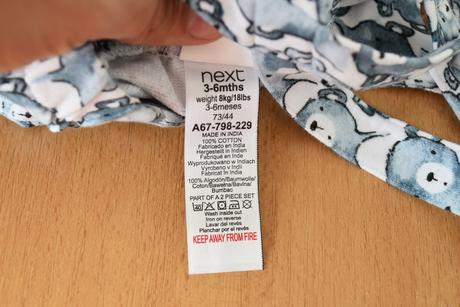 next
3-6mths
weight 8kg/18lbs
3-6meses
73/44
A67-798-229
MADE IN INDIA
100% COTTON
Fabricado en India
Hergestellt in Indien
Fabriqué en Inde
Wyprodukowano w Indiach
Vyrobeno v Indii
Fabricat în India
100% Algodón/Baumwolle/
Coton/Bawełna/Bavlna/
Bumbac
PART OF A 2 PIECE SET
Wash inside out
Iron on reverse
Lavar del revés
Planchar por el revés
KEEP AWAY FROM FIRE